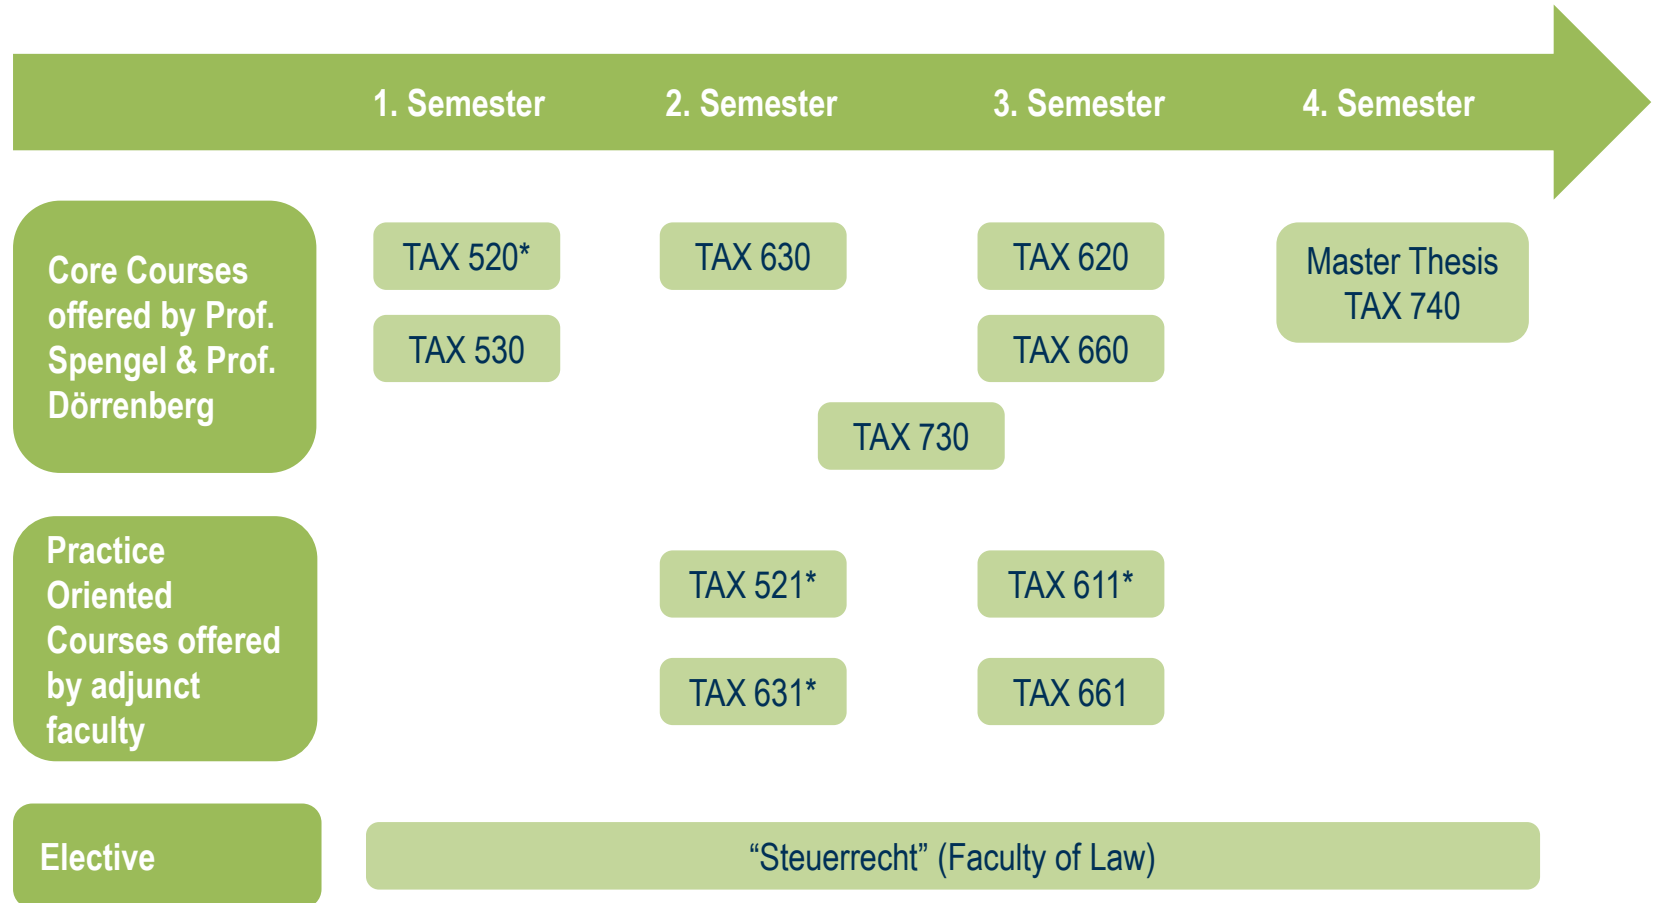 1. Semester
2. Semester
3. Semester
4. Semester
Core Courses
offered by Prof.
Spengel & Prof.
Dörrenberg
TAX 520*
TAX 630
TAX 620
Master Thesis
TAX 740
TAX 530
TAX 660
TAX 730
Practice
Oriented
Courses offered
by adjunct
faculty
TAX 521*
TAX 611*
TAX 631*
TAX 661
Elective
“Steuerrecht” (Faculty of Law)